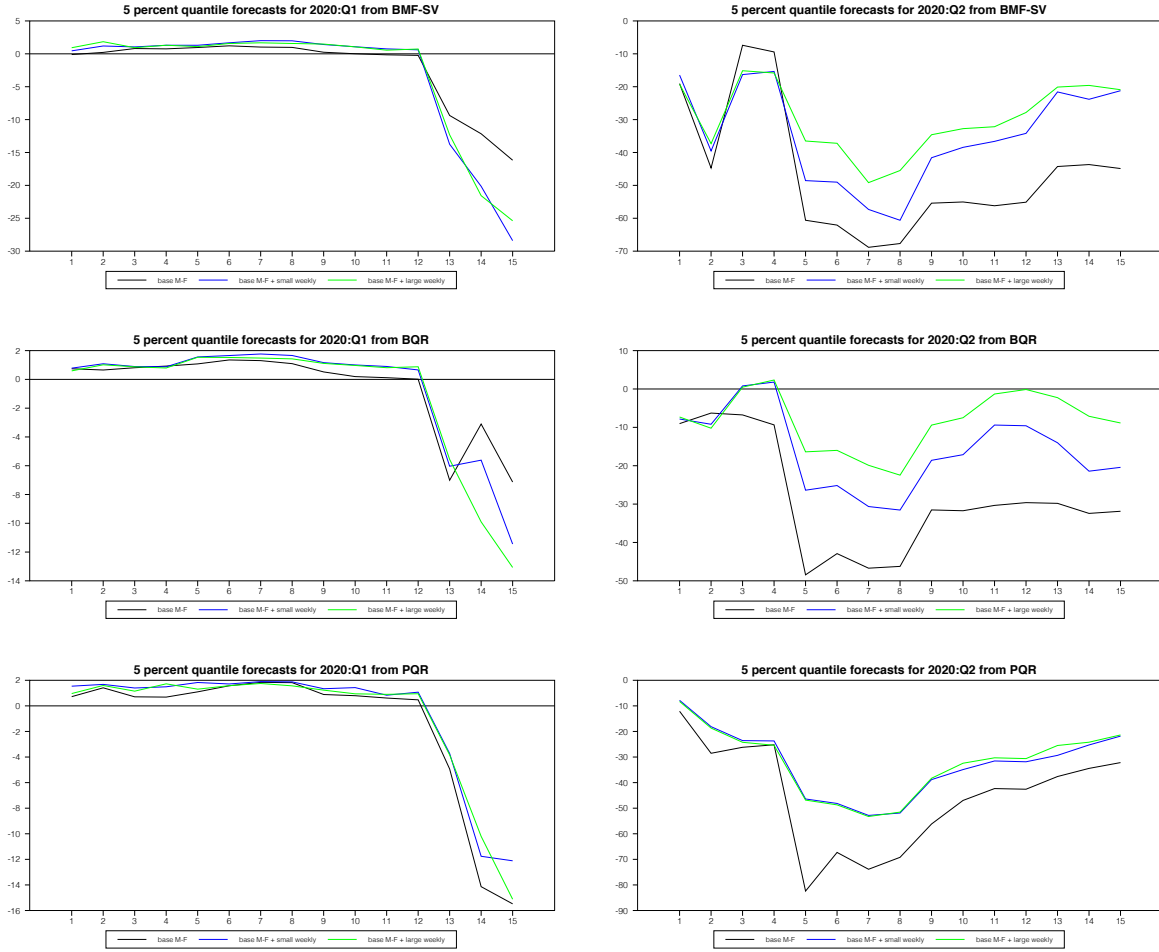 5 percent quantile forecasts for 2020:Q1 from BMF-SV
5
0
-5
-10
-15
-20
-25
-30
1 2 3 4 5 6 7 8 9 10 11 12 13 14 15
base M-F base M-F + small weekly base M-F + large weekly
5 percent quantile forecasts for 2020:Q2 from BMF-SV
0
-10
-20
-30
-40
-50
-60
-70
1 2 3 4 5 6 7 8 9 10 11 12 13 14 15
base M-F base M-F + small weekly base M-F + large weekly
5 percent quantile forecasts for 2020:Q1 from BQR
2
0
-2
-4
-6
-8
-10
-12
-14
1 2 3 4 5 6 7 8 9 10 11 12 13 14 15
base M-F base M-F + small weekly base M-F + large weekly
5 percent quantile forecasts for 2020:Q2 from BQR
10
0
-10
-20
-30
-40
-50
1 2 3 4 5 6 7 8 9 10 11 12 13 14 15
base M-F base M-F + small weekly base M-F + large weekly
5 percent quantile forecasts for 2020:Q1 from PQR
2
0
-2
-4
-6
-8
-10
-12
-14
-16
1 2 3 4 5 6 7 8 9 10 11 12 13 14 15
base M-F base M-F + small weekly base M-F + large weekly
5 percent quantile forecasts for 2020:Q2 from PQR
0
-10
-20
-30
-40
-50
-60
-70
-80
-90
1 2 3 4 5 6 7 8 9 10 11 12 13 14 15
base M-F base M-F + small weekly base M-F + large weekly